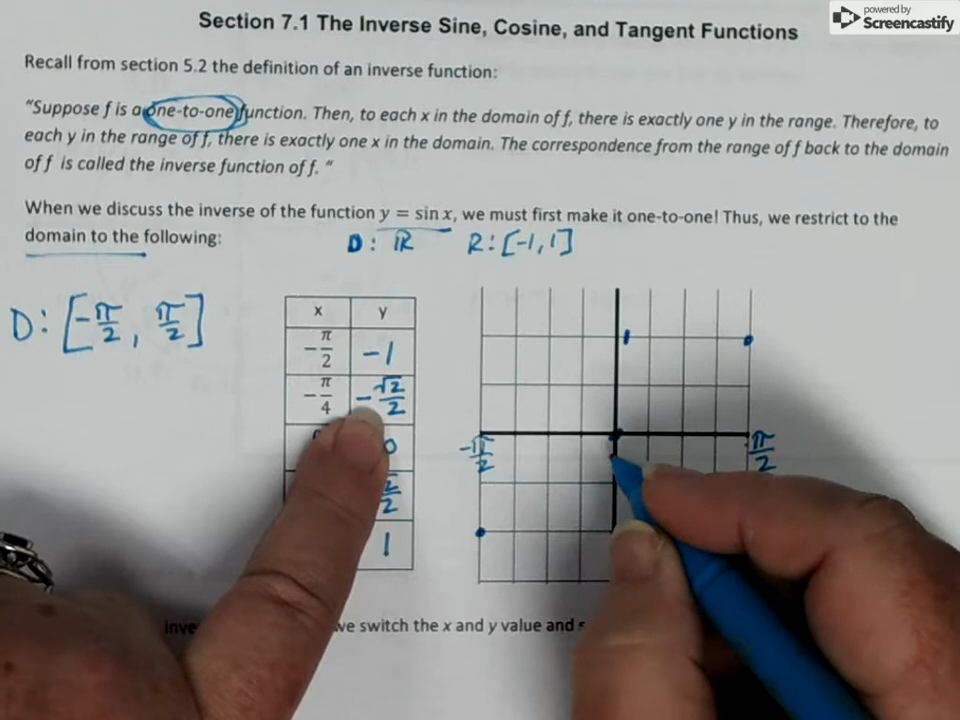 powered by
Screencastify
Section 7.1 The Inverse Sine, Cosine, and Tangent Functions
Recall from section 5.2 the definition of an inverse function:
"Suppose f is a one-to-one function. Then, to each x in the domain of f, there is exactly one y in the range. Therefore, to
each y in the range of f, there is exactly one x in the domain. The correspondence from the range of f back to the domain
of f is called the inverse function of f. "
When we discuss the inverse of the function y = sin x, we must first make it one-to-one! Thus, we restrict to the
domain to the following:
D: ℝ R: [-1, 1]
D: [-π/2, π/2]
x y
-π/2 -1
-π/4 -√2/2
0
2
1
-π/2 π/2
1
we switch the x and y value and